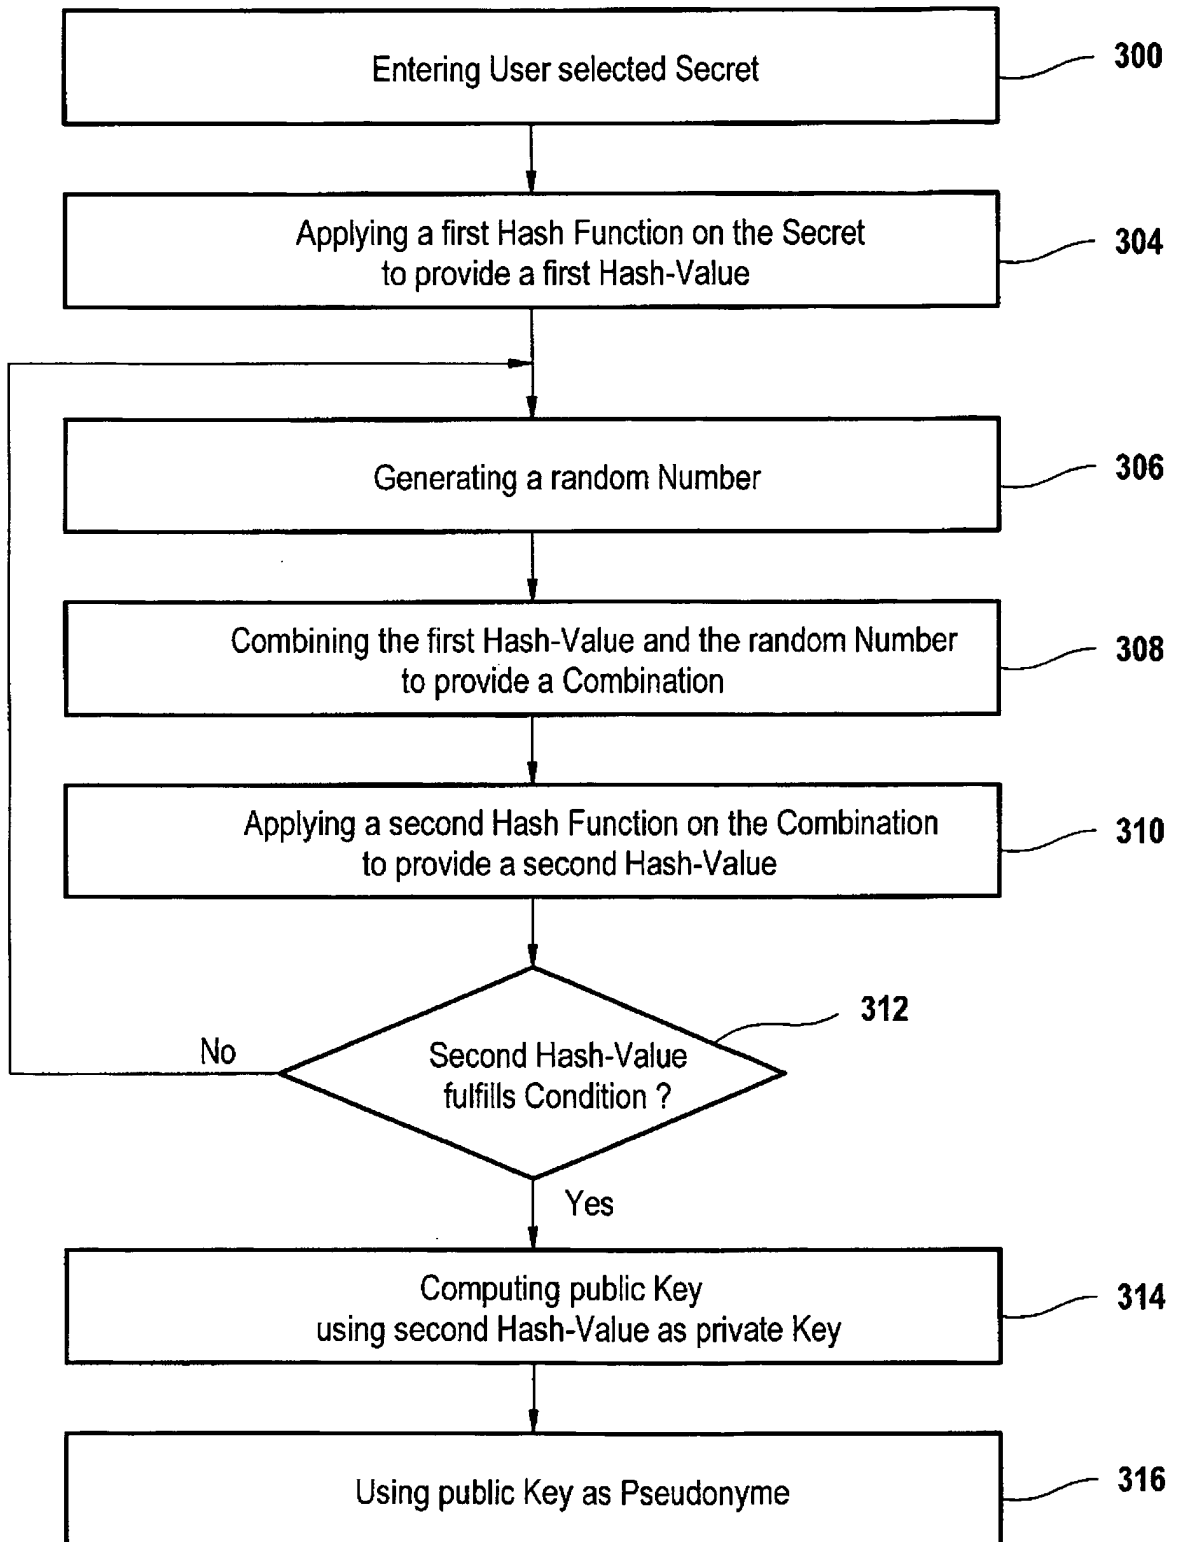 Entering User selected Secret
300
Applying a first Hash Function on the Secret
to provide a first Hash-Value
304
Generating a random Number
306
Combining the first Hash-Value and the random Number
to provide a Combination
308
Applying a second Hash Function on the Combination
to provide a second Hash-Value
310
312
Second Hash-Value
fulfills Condition ?
No
Yes
Computing public Key
using second Hash-Value as private Key
314
Using public Key as Pseudonyme
316